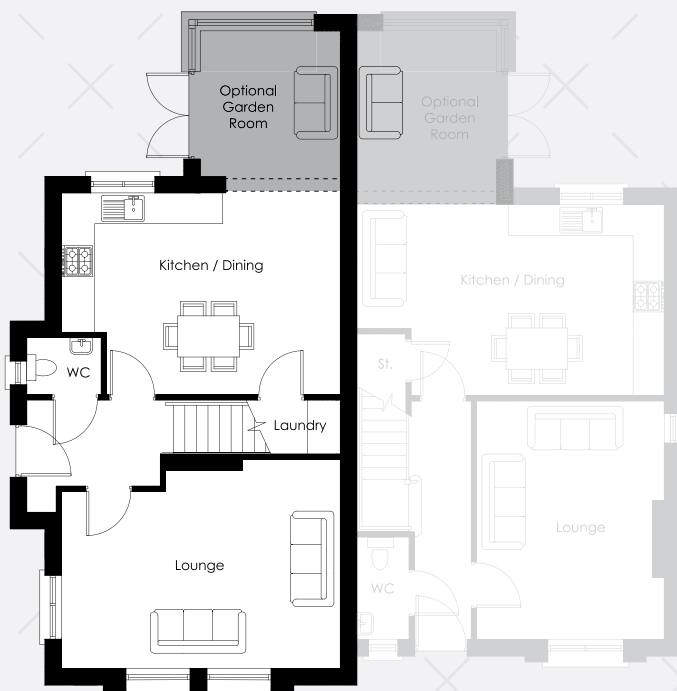 Optional
Garden
Room
Optional
Garden
Room
Kitchen / Dining
Kitchen / Dining
St.
WC
Laundry
Lounge
Lounge
WC